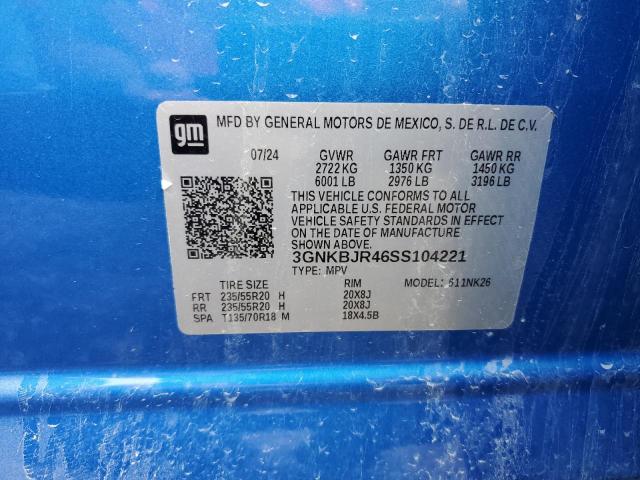 gm
MFD BY GENERAL MOTORS DE MEXICO, S. DE R.L. DE C.V.
07/24 GVWR GAWR FRT GAWR RR
2722 KG 1350 KG 1450 KG
6001 LB 2976 LB 3196 LB
THIS VEHICLE CONFORMS TO ALL
APPLICABLE U.S. FEDERAL MOTOR
VEHICLE SAFETY STANDARDS IN EFFECT
ON THE DATE OF MANUFACTURE
SHOWN ABOVE.
3GNKBJR46SS104221
TYPE: MPV
TIRE SIZE RIM MODEL: 611NK26
FRT 235/55R20 H 20X8J
RR 235/55R20 H 20X8J
SPA T135/70R18 M 18X4.5B